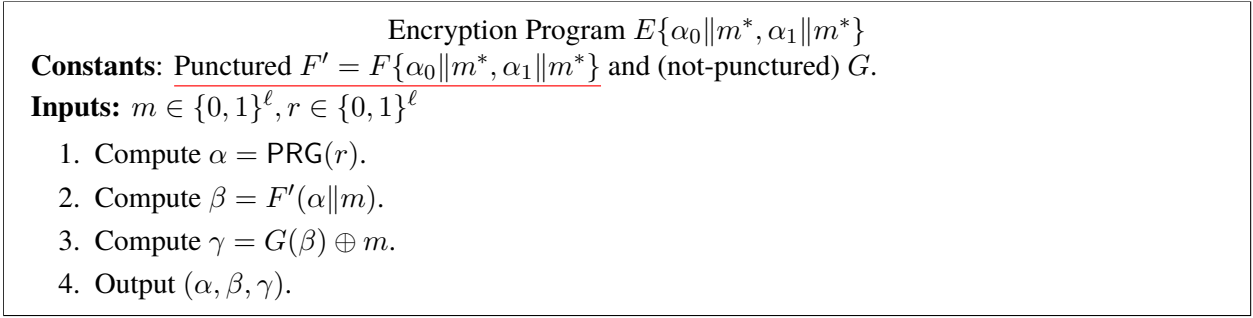 Encryption Program E{α₀‖m*, α₁‖m*}
Constants: Punctured F′ = F{α₀‖m*, α₁‖m*} and (not-punctured) G.
Inputs: m ∈ {0, 1}^ℓ, r ∈ {0, 1}^ℓ
1. Compute α = PRG(r).
2. Compute β = F′(α‖m).
3. Compute γ = G(β) ⊕ m.
4. Output (α, β, γ).